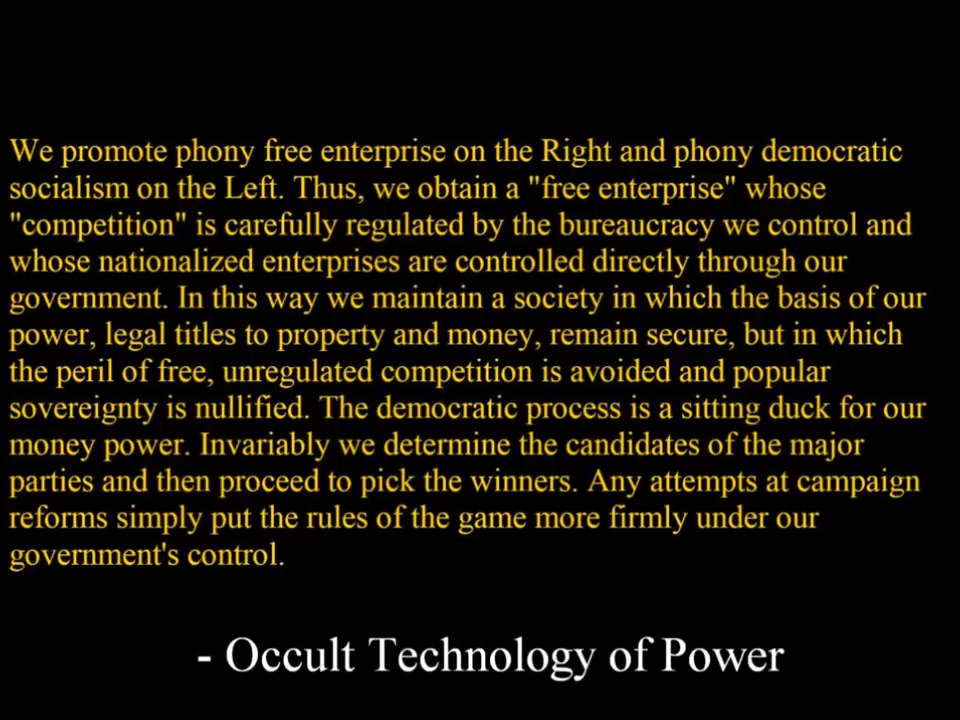 We promote phony free enterprise on the Right and phony democratic
socialism on the Left. Thus, we obtain a "free enterprise" whose
"competition" is carefully regulated by the bureaucracy we control and
whose nationalized enterprises are controlled directly through our
government. In this way we maintain a society in which the basis of our
power, legal titles to property and money, remain secure, but in which
the peril of free, unregulated competition is avoided and popular
sovereignty is nullified. The democratic process is a sitting duck for our
money power. Invariably we determine the candidates of the major
parties and then proceed to pick the winners. Any attempts at campaign
reforms simply put the rules of the game more firmly under our
government's control.
- Occult Technology of Power